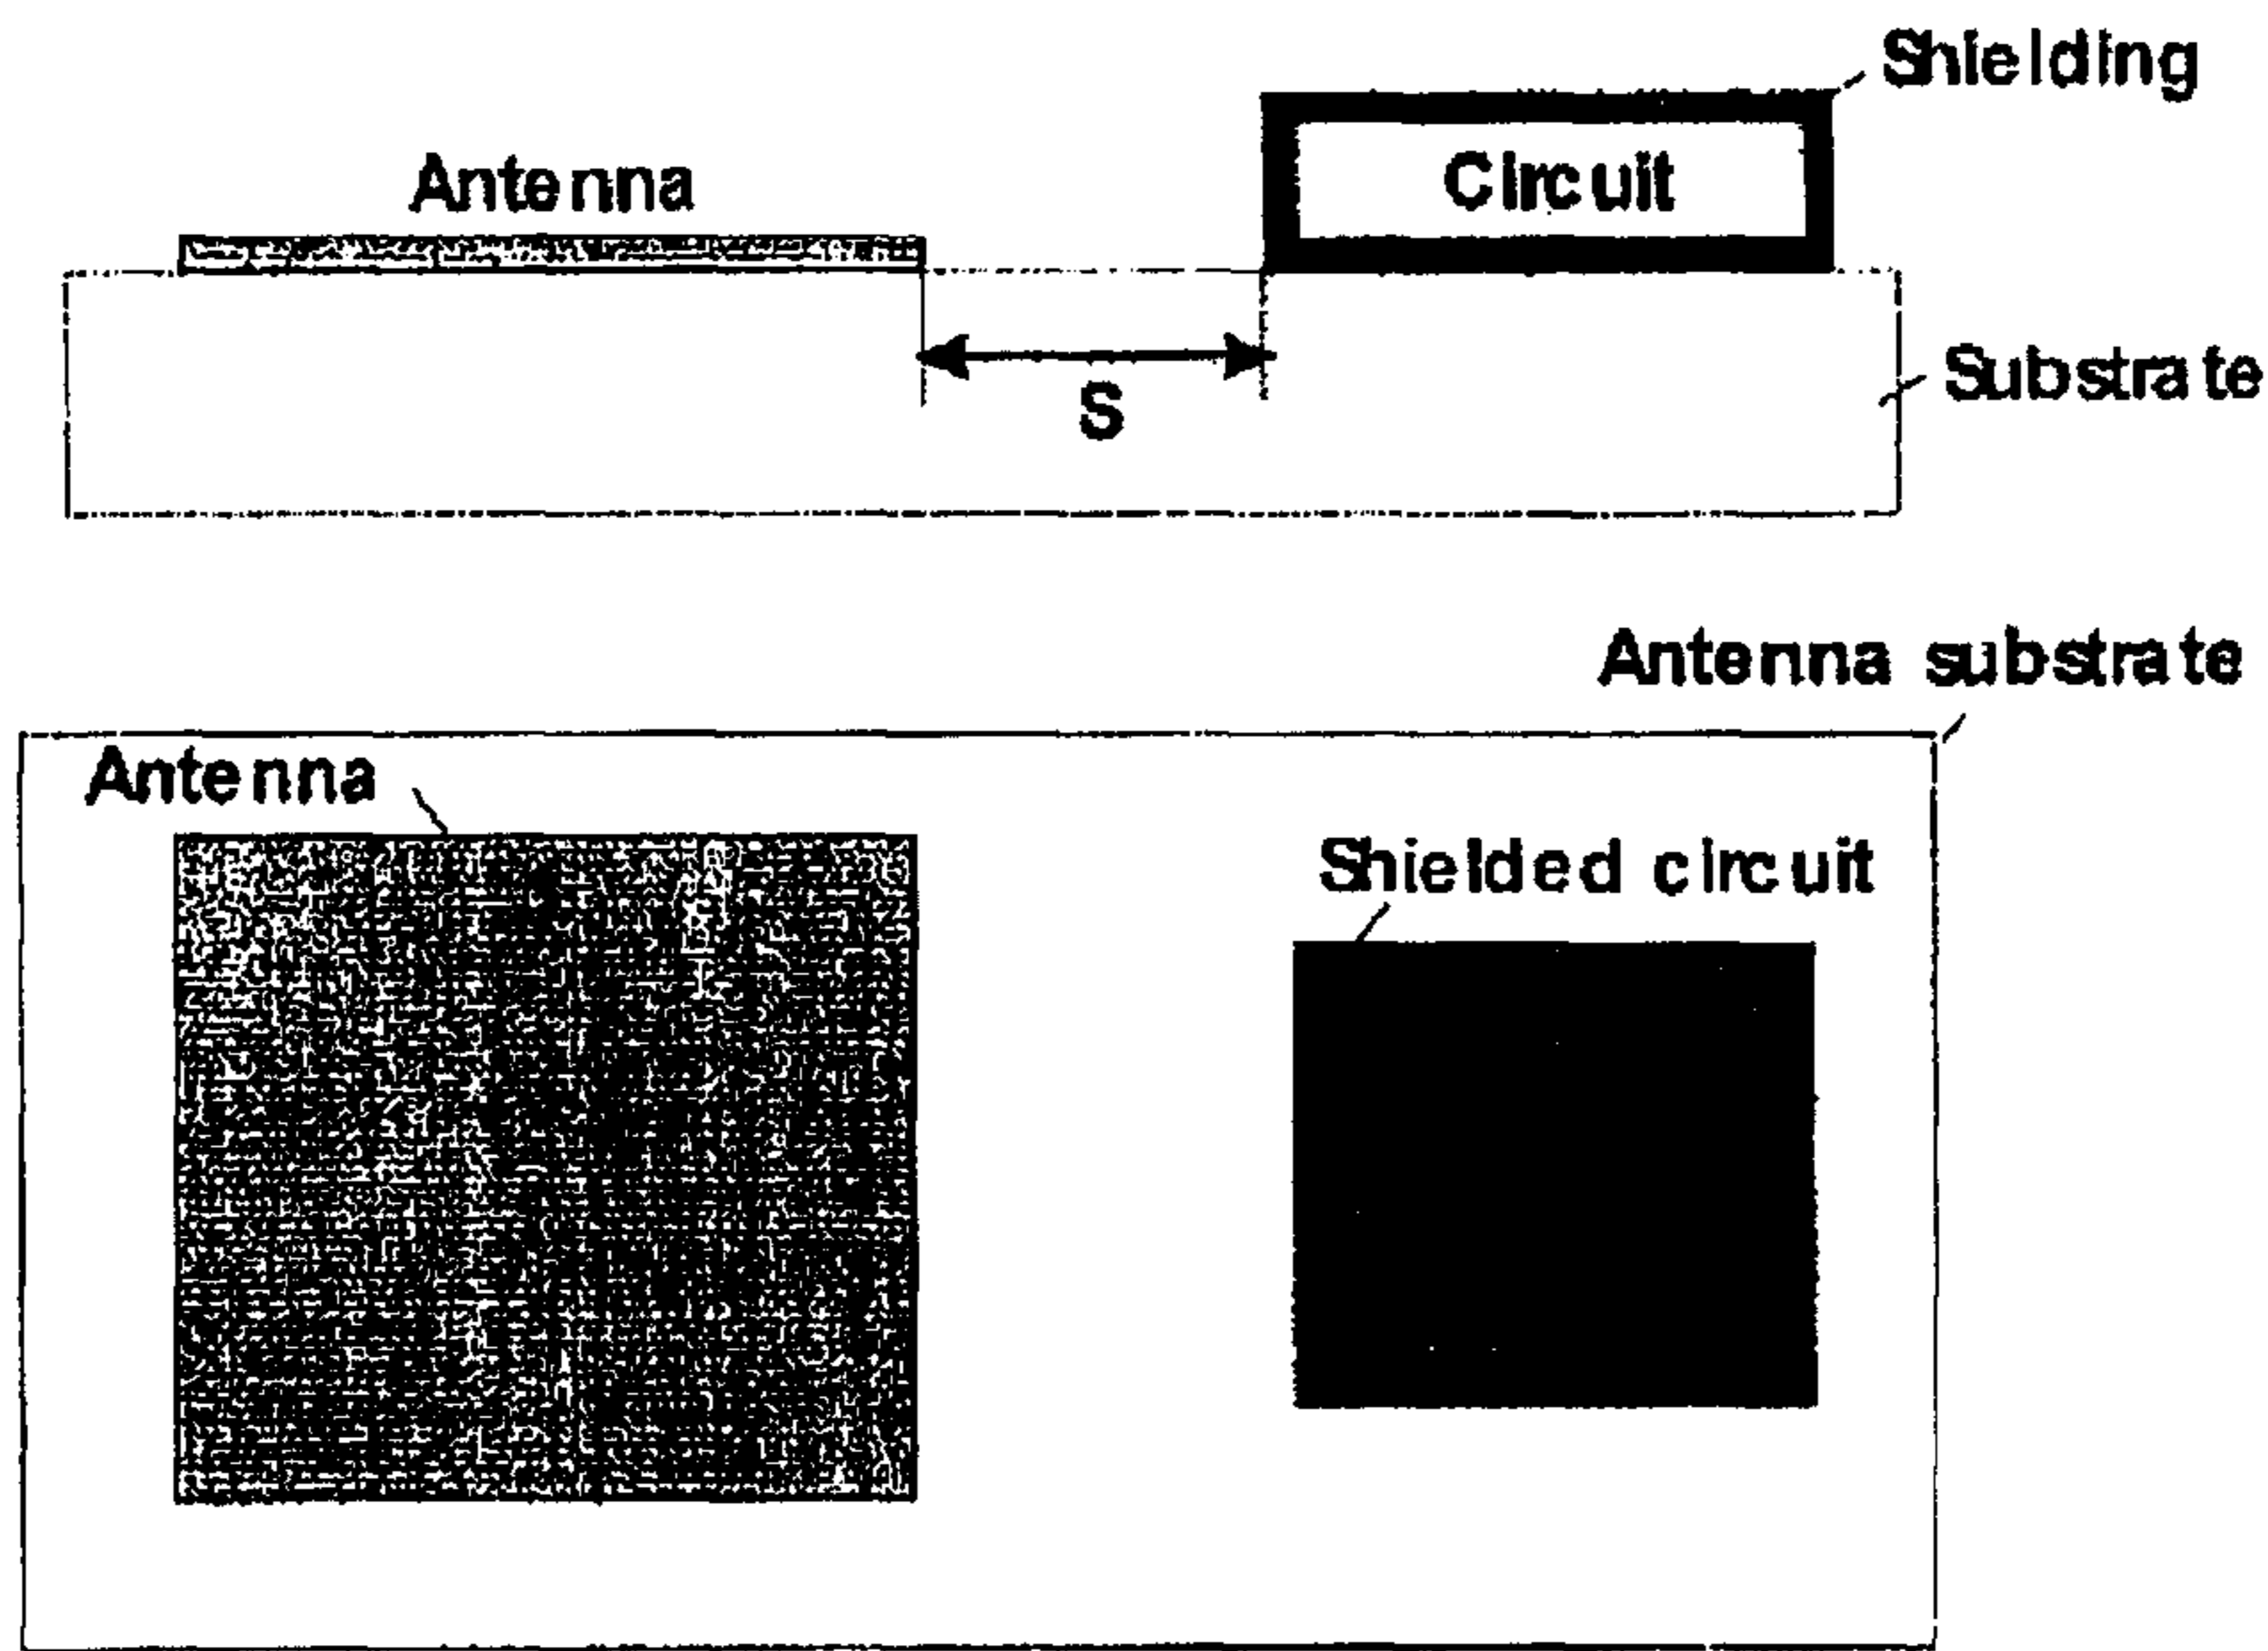 Shielding
Antenna
Circuit
Substrate
S
Antenna substrate
Antenna
Shielded circuit